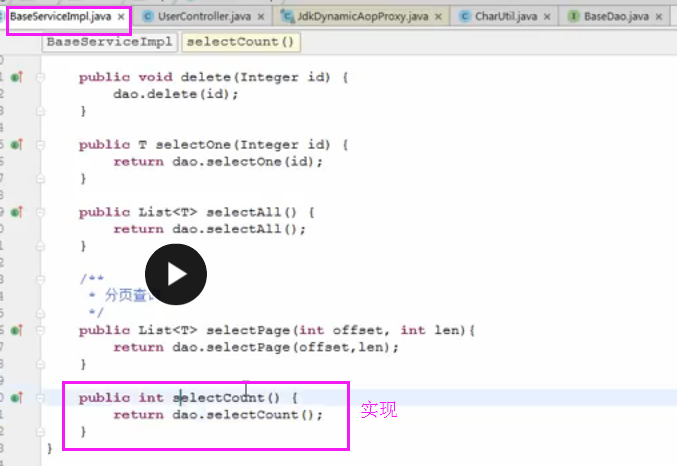 BaseServiceImpl.java × UserController.java × JdkDynamicAopProxy.java × CharUtil.java × BaseDao.java ×
BaseServiceImpl selectCount()
public void delete(Integer id) {
dao.delete(id);
}
public T selectOne(Integer id) {
return dao.selectOne(id);
}
public List<T> selectAll() {
return dao.selectAll();
}
/**
* 分页查
*/
public List<T> selectPage(int offset, int len){
return dao.selectPage(offset,len);
}
public int selectCount() {
return dao.selectCount();
}
实现
}